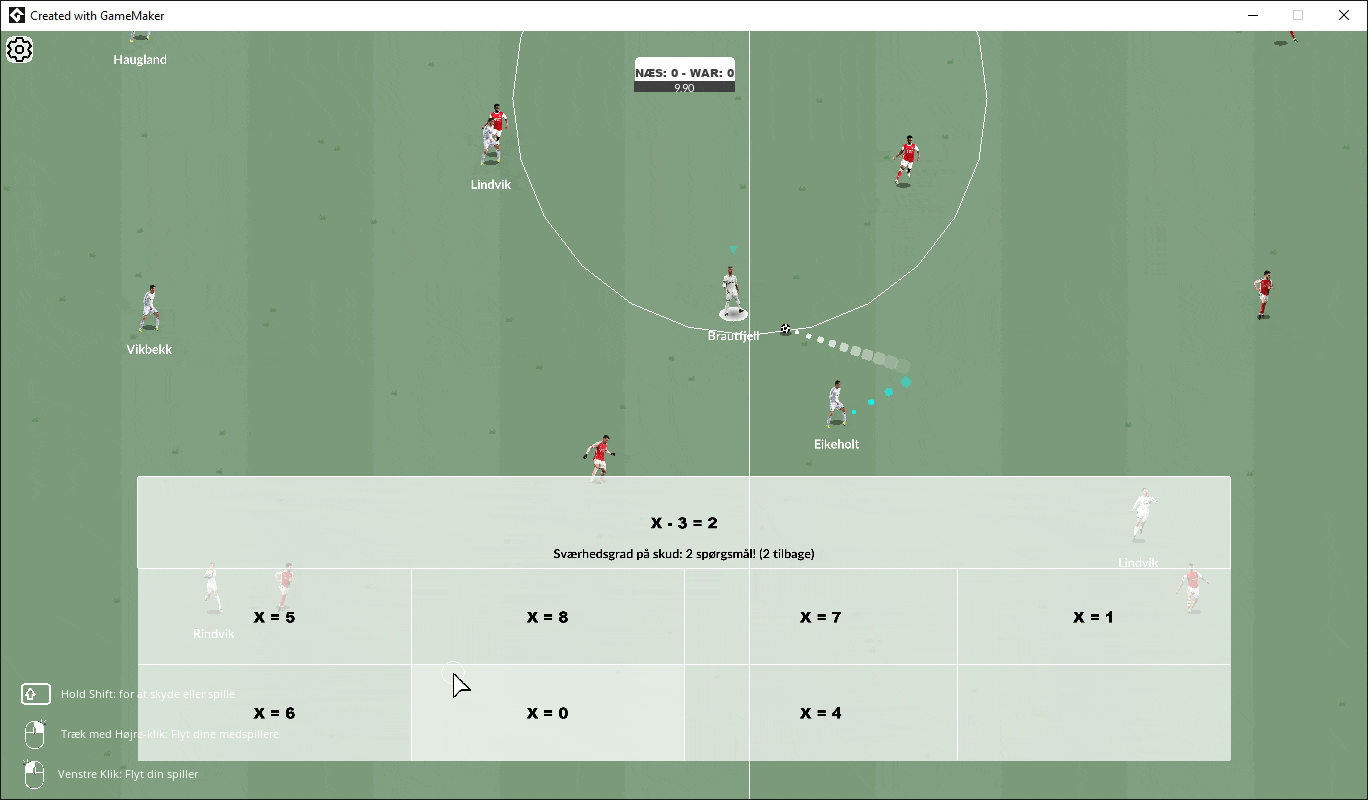 Created with GameMaker
Haugland
NÆS: 0 - WAR: 0
9.90
Lindvik
Brautfjell
Vikbekk
Eikeholt
X - 3 = 2
Sværhedsgrad på skud: 2 spørgsmål! (2 tilbage)
Lindvik
X = 5
X = 8
X = 7
X = 1
Rindvik
Hold Shift: for at skyde eller spille
X = 6
X = 0
X = 4
Træk med Højre-klik: Flyt dine medspillere
Venstre Klik: Flyt din spiller